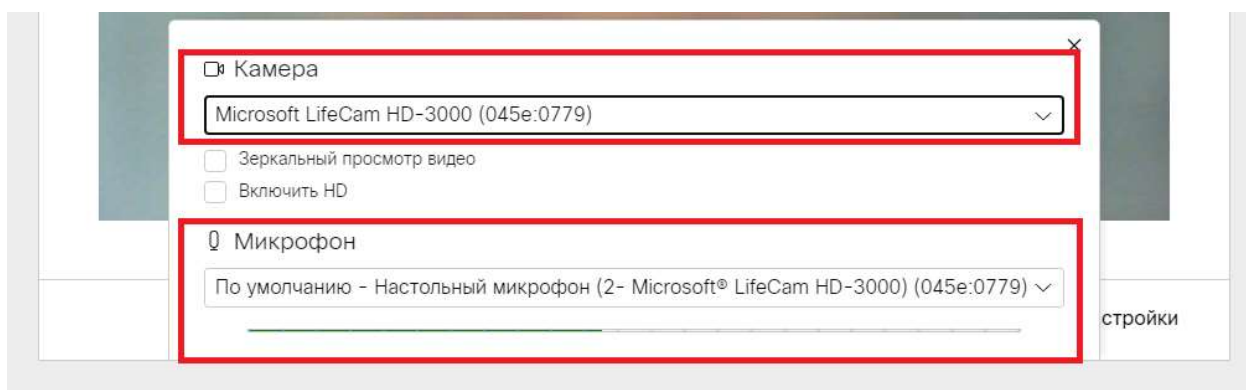 Камера
Microsoft LifeCam HD-3000 (045e:0779)
Зеркальный просмотр видео
Включить HD
Микрофон
По умолчанию - Настольный микрофон (2- Microsoft® LifeCam HD-3000) (045e:0779)
стройки